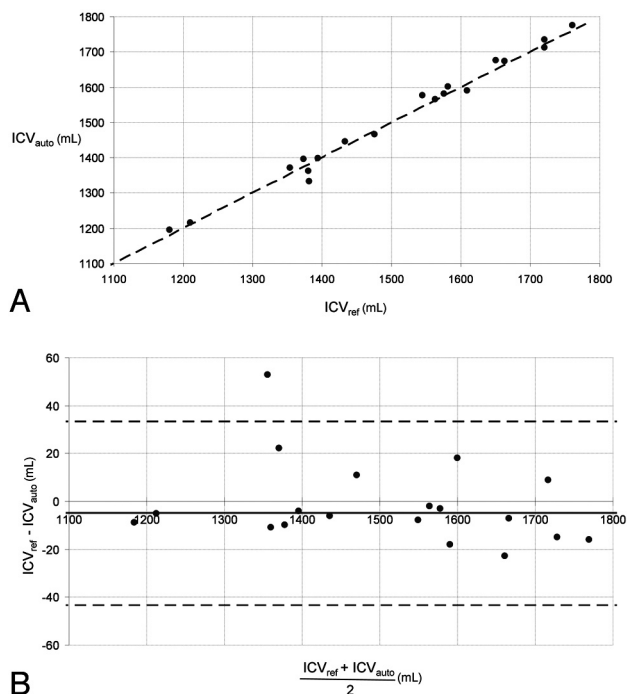 1800
1700
1600
1500
ICVauto (mL)
1400
1300
1200
1100
1100 1200 1300 1400 1500 1600 1700 1800
ICVref (mL)
A
60
40
20
0
1100 1200 1300 1400 1500 1600 1700 1800
-20
-40
-60
ICVref - ICVauto (mL)
ICVref + ICVauto (mL)
2
B